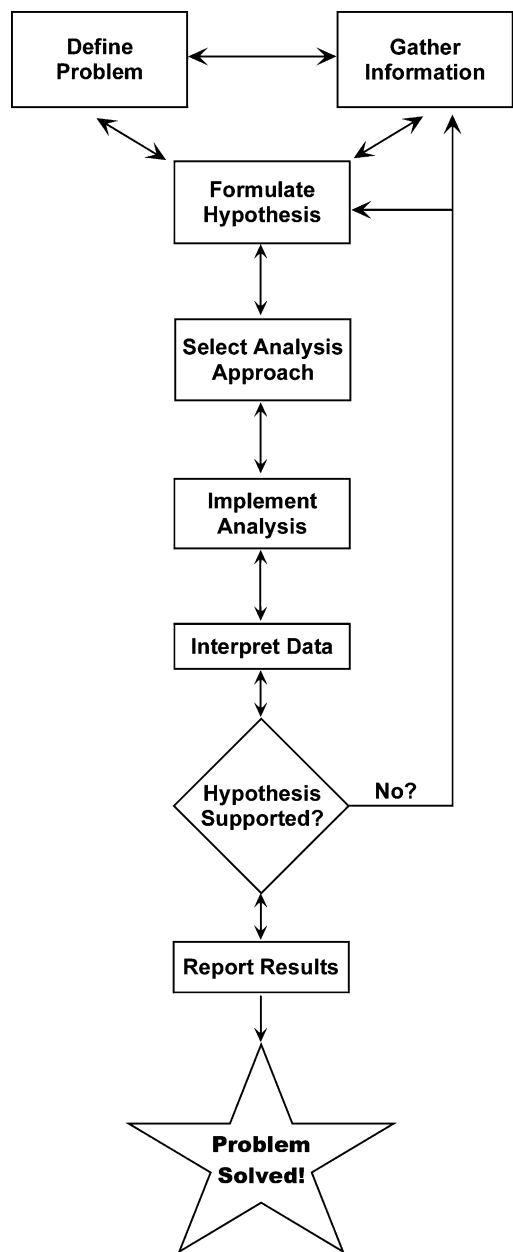 Define
Problem
Gather
Information
Formulate
Hypothesis
Select Analysis
Approach
Implement
Analysis
Interpret Data
Hypothesis
Supported?
No?
Report Results
Problem
Solved!